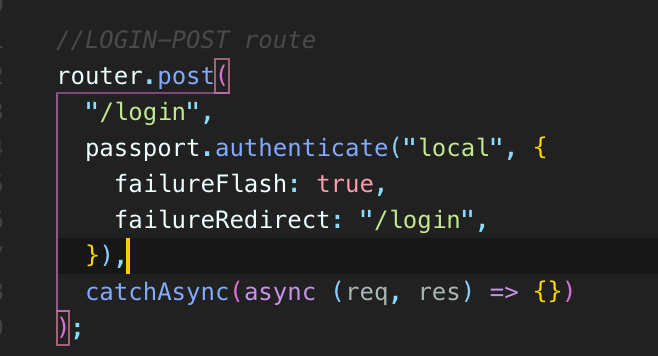 //LOGIN-POST route
router.post(
"/login",
passport.authenticate("local", {
failureFlash: true,
failureRedirect: "/login",
}),
catchAsync(async (req, res) => {})
);